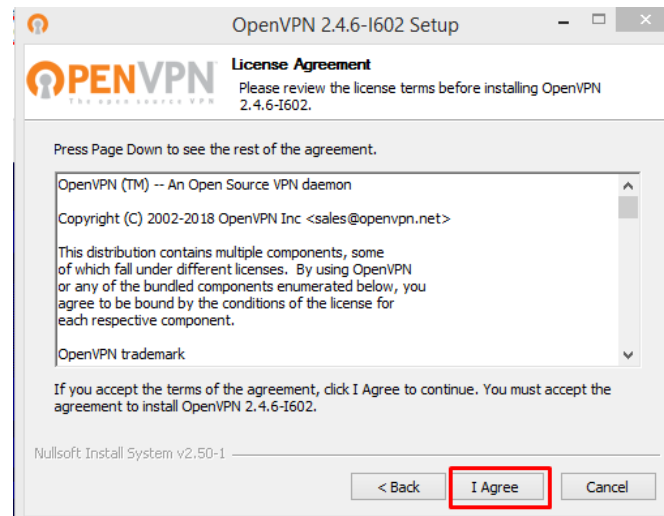 OpenVPN 2.4.6-I602 Setup
OPENVPN
The open source VPN
License Agreement
Please review the license terms before installing OpenVPN
2.4.6-I602.
Press Page Down to see the rest of the agreement.
OpenVPN (TM) -- An Open Source VPN daemon
Copyright (C) 2002-2018 OpenVPN Inc <sales@openvpn.net>
This distribution contains multiple components, some
of which fall under different licenses. By using OpenVPN
or any of the bundled components enumerated below, you
agree to be bound by the conditions of the license for
each respective component.
OpenVPN trademark
If you accept the terms of the agreement, click I Agree to continue. You must accept the
agreement to install OpenVPN 2.4.6-I602.
Nullsoft Install System v2.50-1
< Back I Agree Cancel